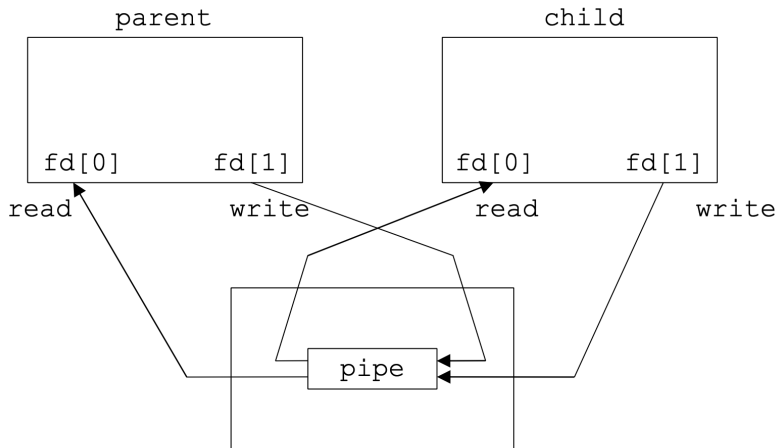 parent child
fd[0] fd[1] fd[0] fd[1]
read write read write
pipe